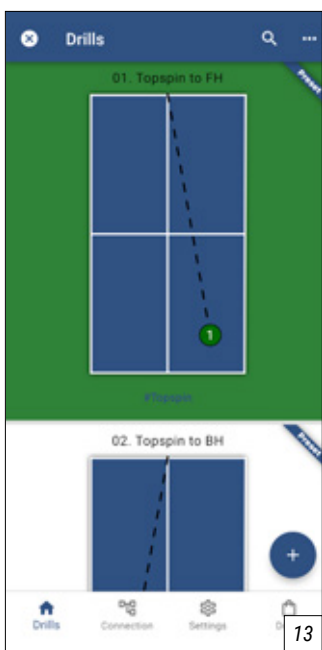 Drills
01. Topspin to FH
Preset
1
#Topspin
02. Topspin to BH
Preset
+
Drills
Connection
Settings
13